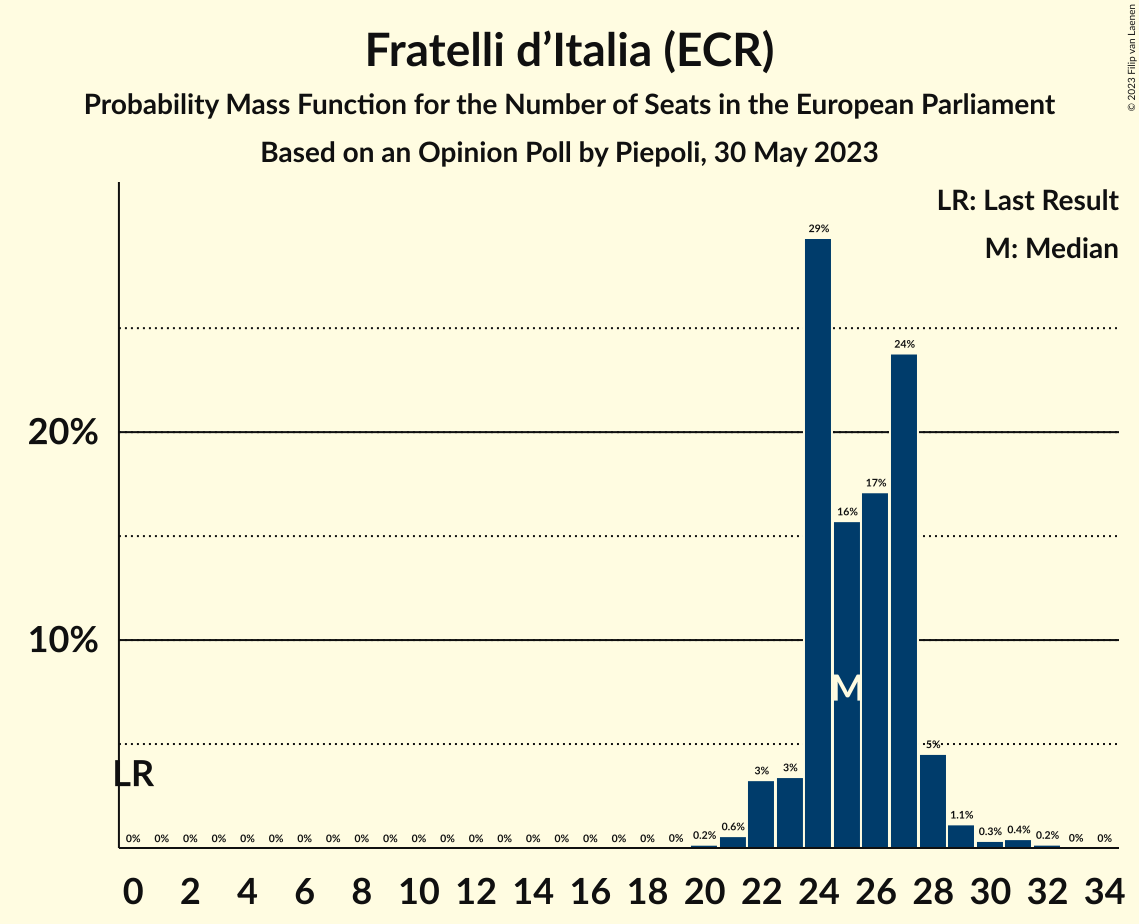 Fratelli d’Italia (ECR)
Probability Mass Function for the Number of Seats in the European Parliament
Based on an Opinion Poll by Piepoli, 30 May 2023
© 2023 Filip van Laenen
LR: Last Result
M: Median
20%
10%
0% 0% 0% 0% 0% 0% 0% 0% 0% 0% 0% 0% 0% 0% 0% 0% 0% 0% 0% 0% 0.2% 0.6% 3% 3% 29% 16% 17% 24% 5% 1.1% 0.3% 0.4% 0.2% 0% 0%
M
LR
0 2 4 6 8 10 12 14 16 18 20 22 24 26 28 30 32 34